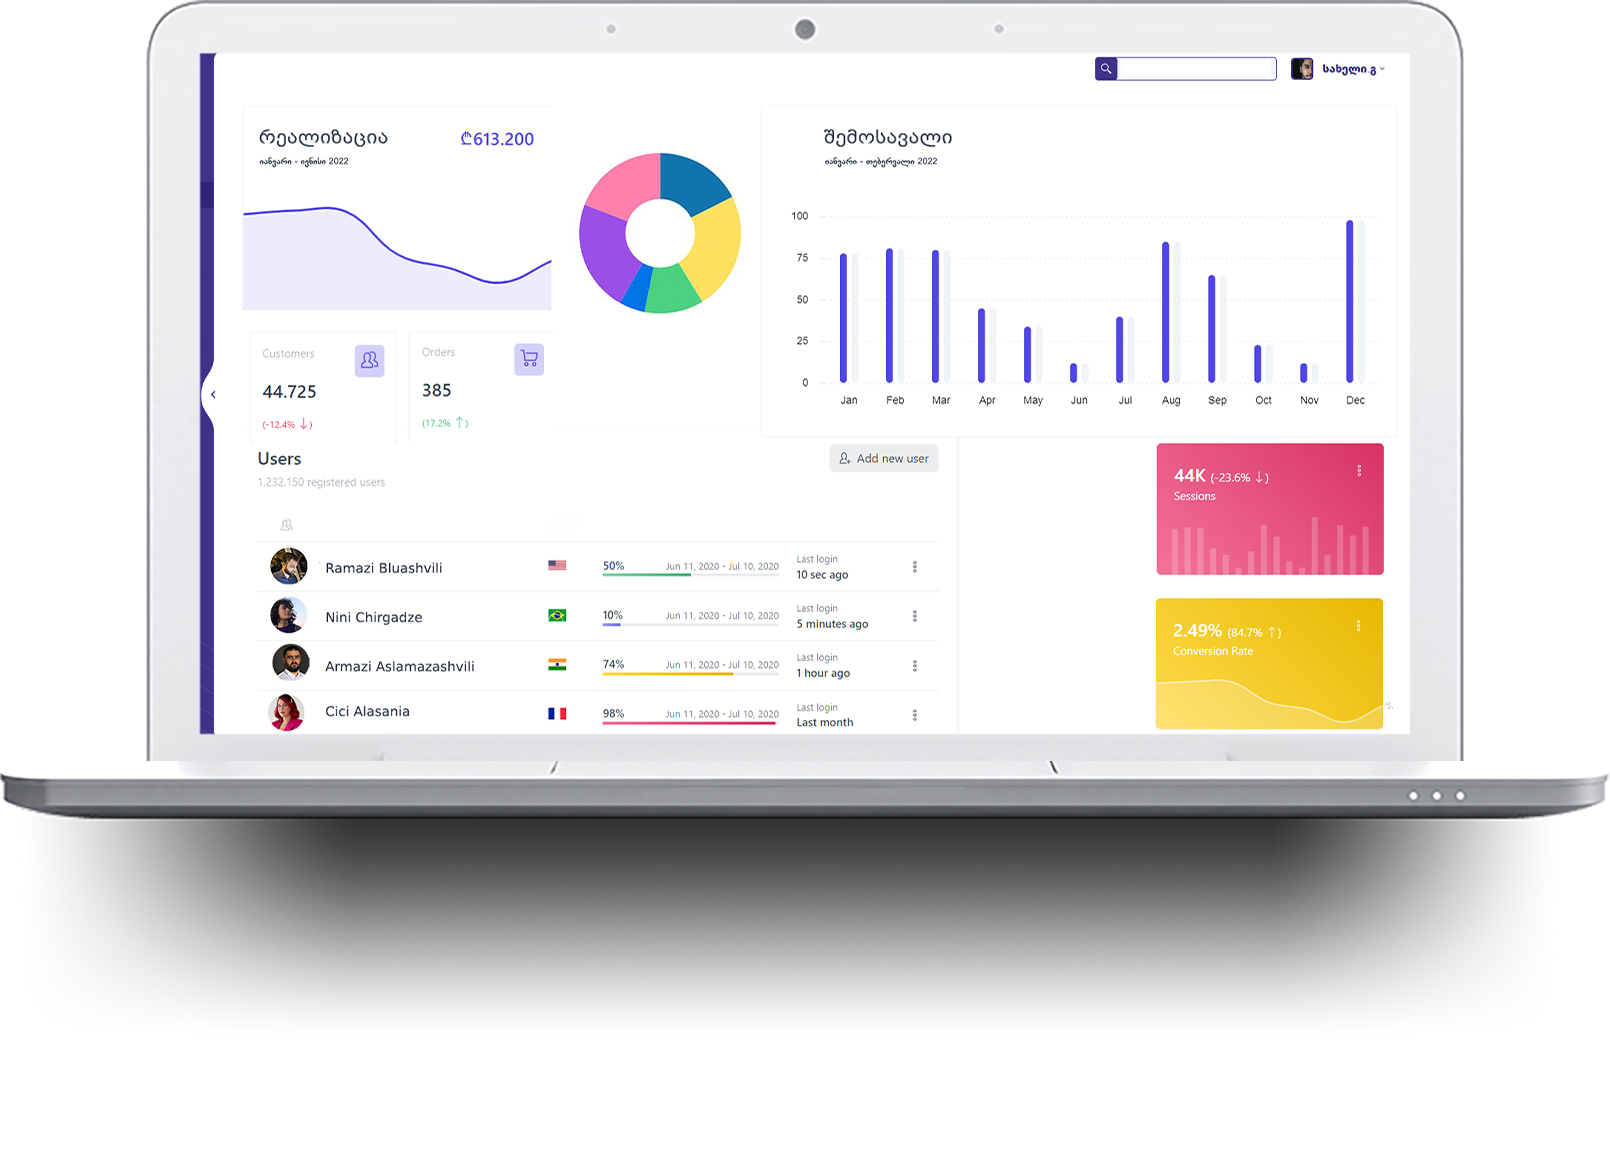 სახელი.გ
რეალიზაცია
₾613.200
იანვარი - ივნისი 2022
შემოსავალი
იანვარი - თებერვალი 2022
100
75
50
25
0
Jan Feb Mar Apr May Jun Jul Aug Sep Oct Nov Dec
Customers
44.725
(-12.4% ↓)
Orders
385
(17.2% ↑)
Users
1.232.150 registered users
Add new user
Ramazi Bluashvili
50%
Jun 11, 2020 - Jul 10, 2020
Last login
10 sec ago
Nini Chirgadze
10%
Jun 11, 2020 - Jul 10, 2020
Last login
5 minutes ago
Armazi Aslamazashvili
74%
Jun 11, 2020 - Jul 10, 2020
Last login
1 hour ago
Cici Alasania
98%
Jun 11, 2020 - Jul 10, 2020
Last login
Last month
44K (-23.6% ↓)
Sessions
2.49% (84.7% ↑)
Conversion Rate